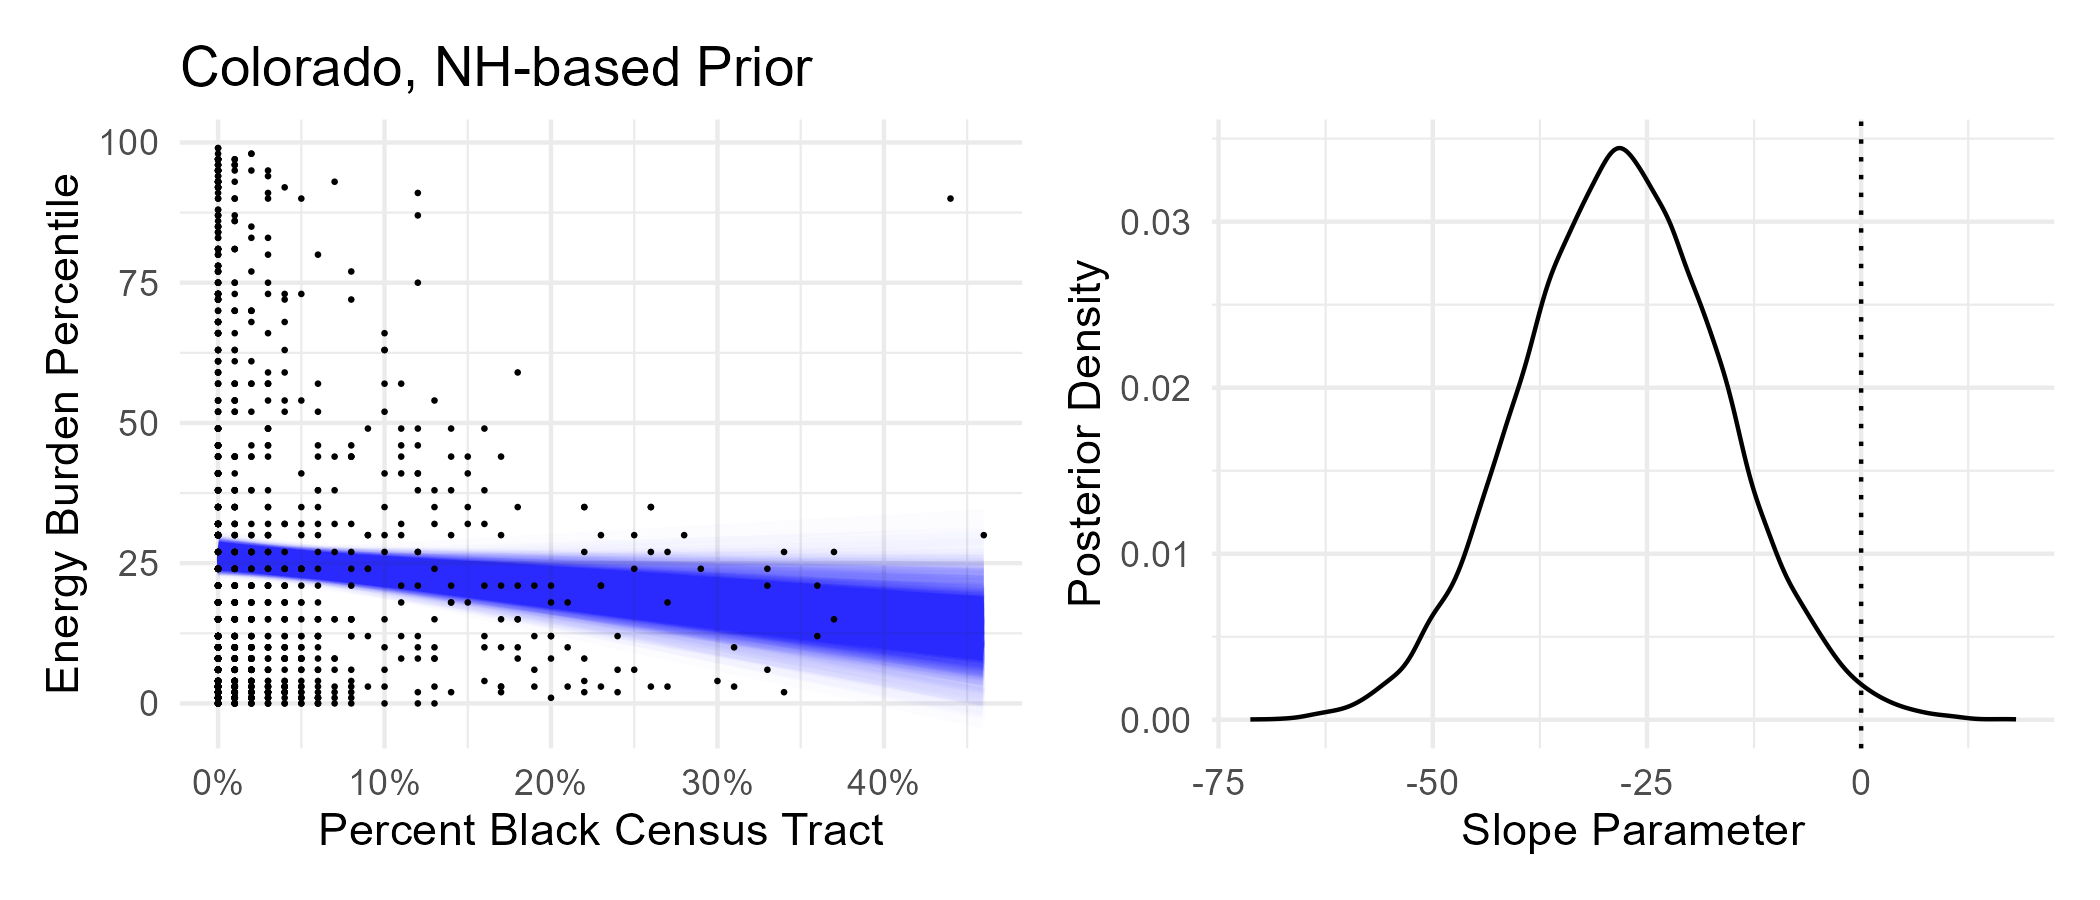 Colorado, NH-based Prior
Energy Burden Percentile
100
75
50
25
0
0% 10% 20% 30% 40%
Percent Black Census Tract
Posterior Density
0.03
0.02
0.01
0.00
-75 -50 -25 0
Slope Parameter